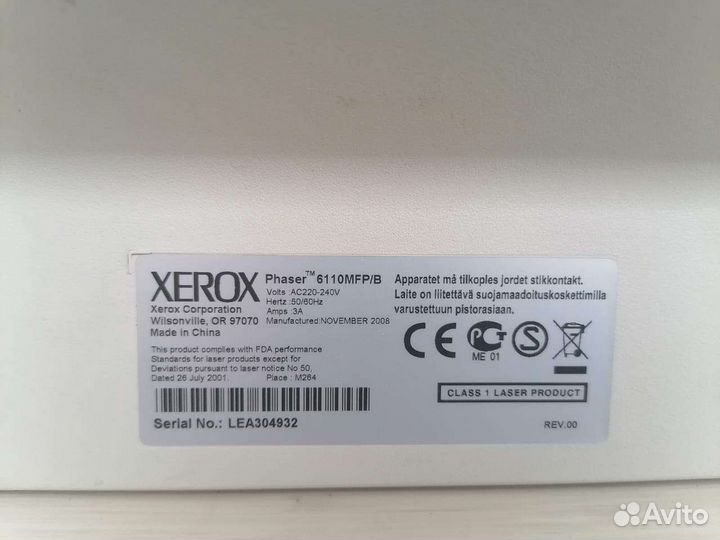 XEROX
Xerox Corporation
Wilsonville, OR 97070
Made in China
Phaser™ 6110MFP/B
Volts :AC220-240V
Hertz :50/60Hz
Amps :3A
Manufactured:NOVEMBER 2008
This product complies with FDA performance
Standards for laser products except for
Deviations pursuant to laser notice No 50,
Dated 26 July 2001. Place : M284
Serial No.: LEA304932
Apparatet må tilkoples jordet stikkontakt.
Laite on liitettävä suojamaadoituskoskettimilla
varustettuun pistorasiaan.
CE
ME 01
CLASS 1 LASER PRODUCT
REV.00
Avito